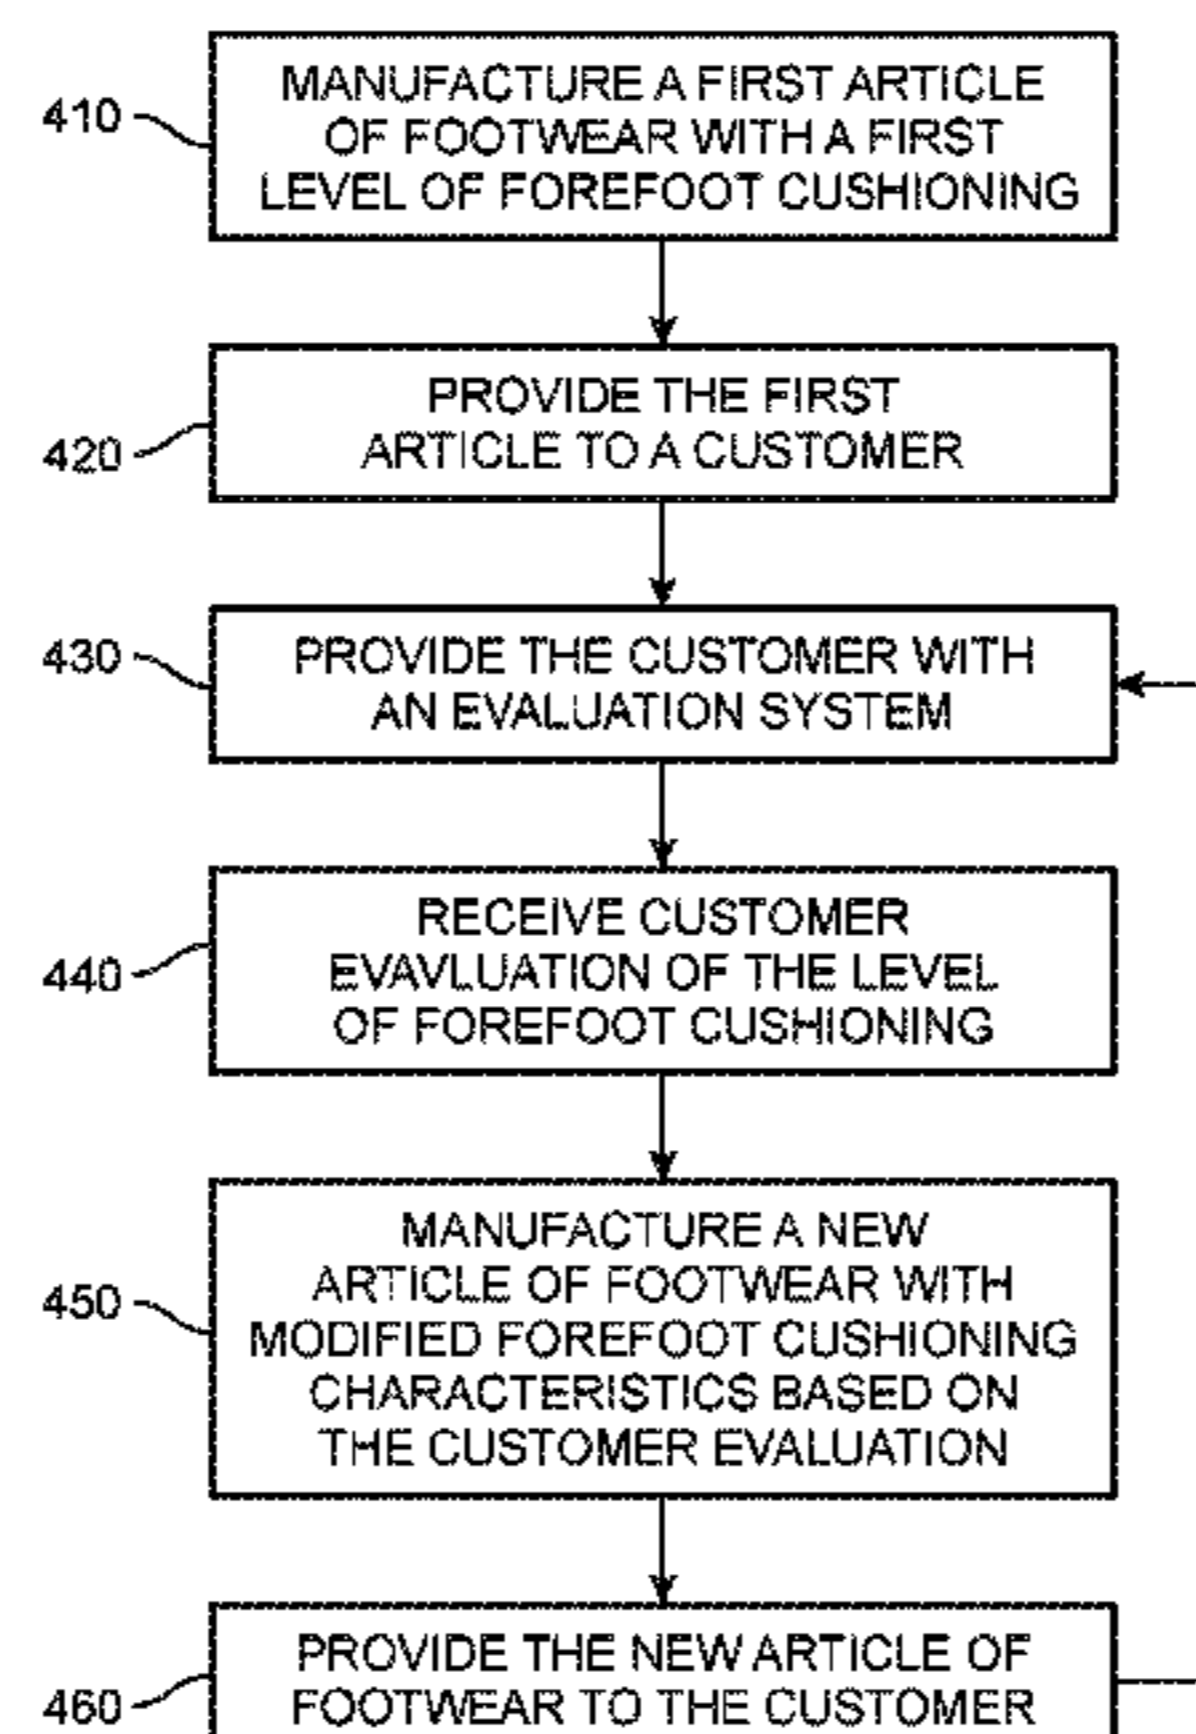 410
MANUFACTURE A FIRST ARTICLE
OF FOOTWEAR WITH A FIRST
LEVEL OF FOREFOOT CUSHIONING
420
PROVIDE THE FIRST
ARTICLE TO A CUSTOMER
430
PROVIDE THE CUSTOMER WITH
AN EVALUATION SYSTEM
440
RECEIVE CUSTOMER
EVAVLUATION OF THE LEVEL
OF FOREFOOT CUSHIONING
450
MANUFACTURE A NEW
ARTICLE OF FOOTWEAR WITH
MODIFIED FOREFOOT CUSHIONING
CHARACTERISTICS BASED ON
THE CUSTOMER EVALUATION
460
PROVIDE THE NEW ARTICLE OF
FOOTWEAR TO THE CUSTOMER